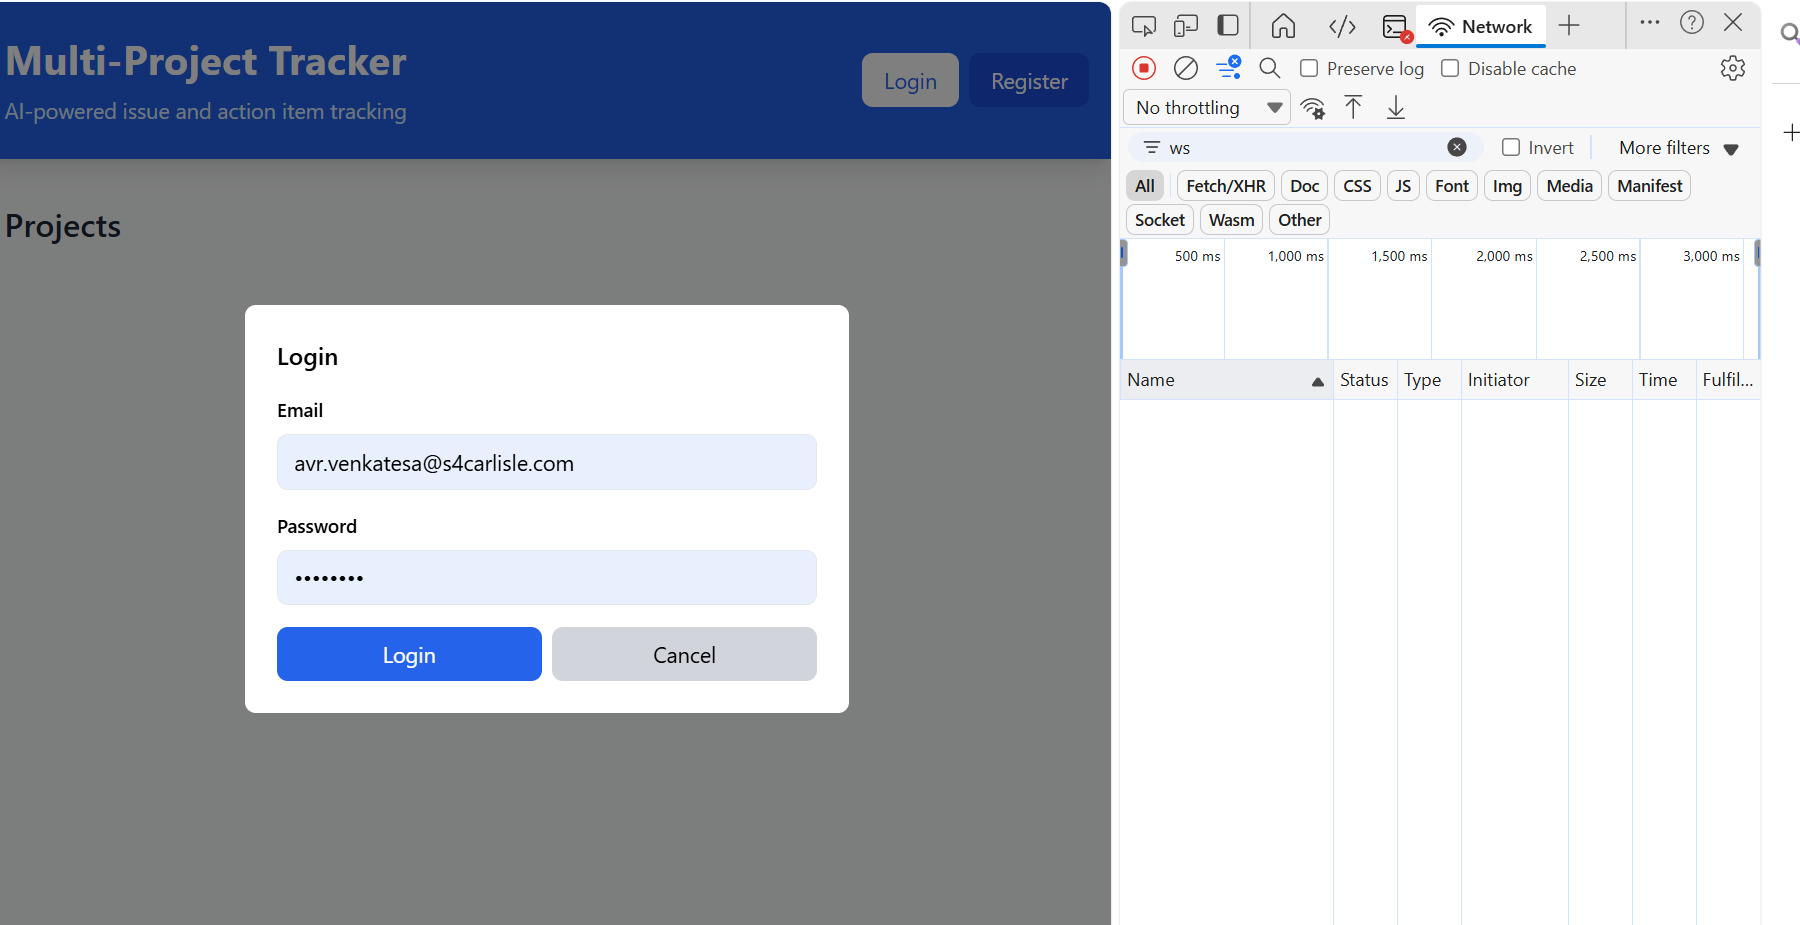 Multi-Project Tracker
AI-powered issue and action item tracking
Login
Register
Projects
Login
Email
avr.venkatesa@s4carlisle.com
Password
••••••••
Login
Cancel
Network
Preserve log
Disable cache
No throttling
ws
Invert
More filters
All
Fetch/XHR
Doc
CSS
JS
Font
Img
Media
Manifest
Socket
Wasm
Other
500 ms
1,000 ms
1,500 ms
2,000 ms
2,500 ms
3,000 ms
Name
Status
Type
Initiator
Size
Time
Fulfil...